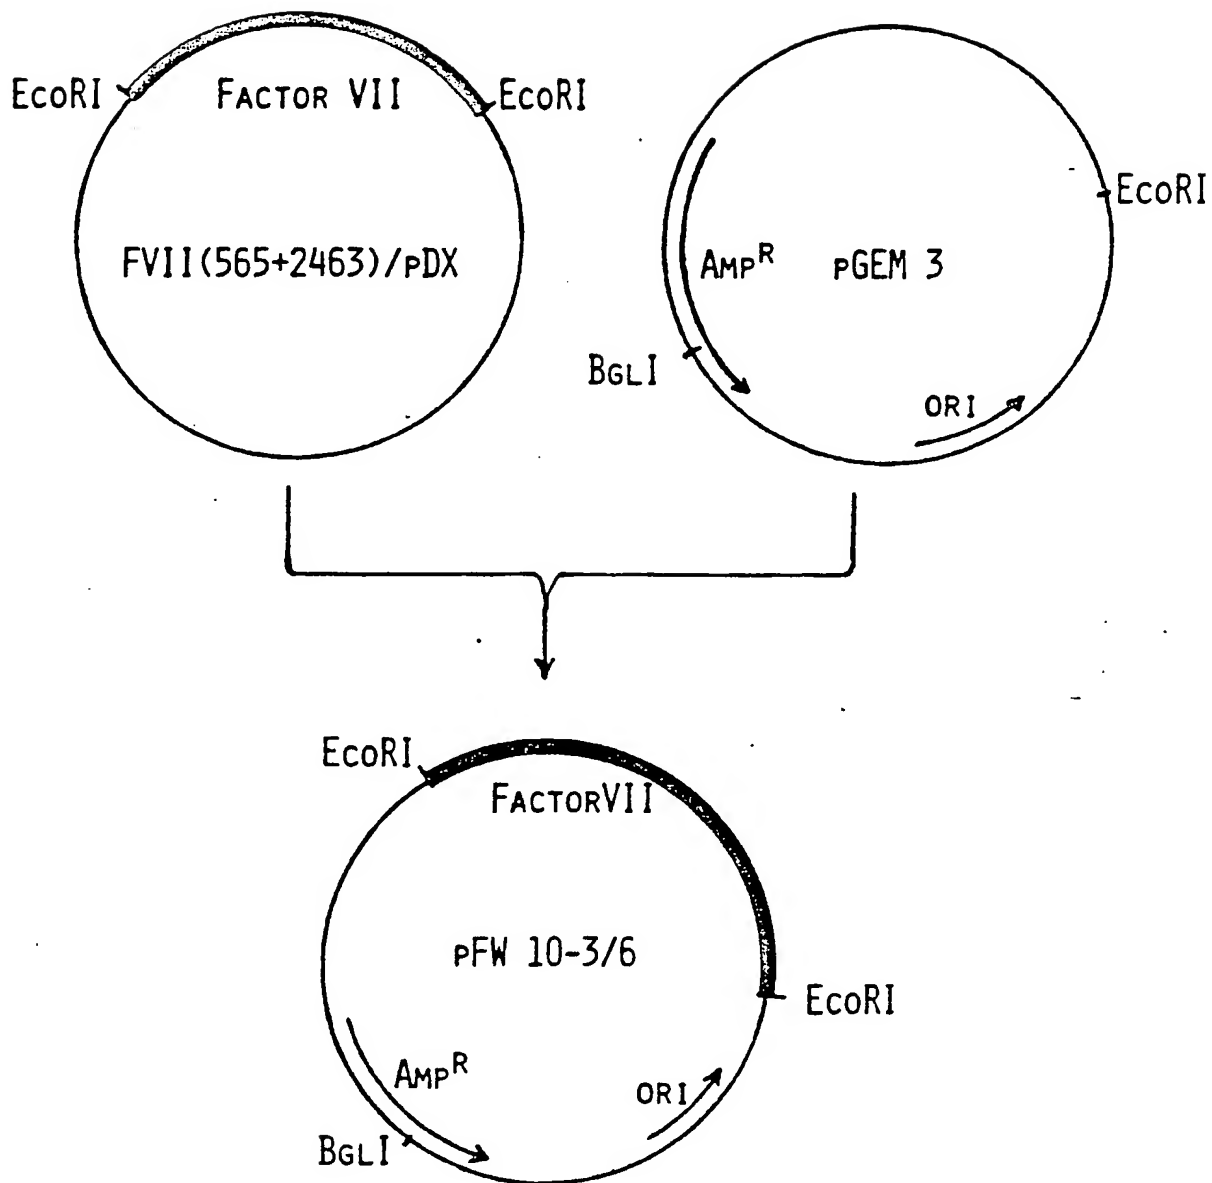 EcoRI
FACTOR VII
EcoRI
FVII(565+2463)/pDX
EcoRI
AMPR
pGEM 3
BGLI
ORI
EcoRI
FACTORVII
pFW 10-3/6
EcoRI
AMPR
ORI
BGLI